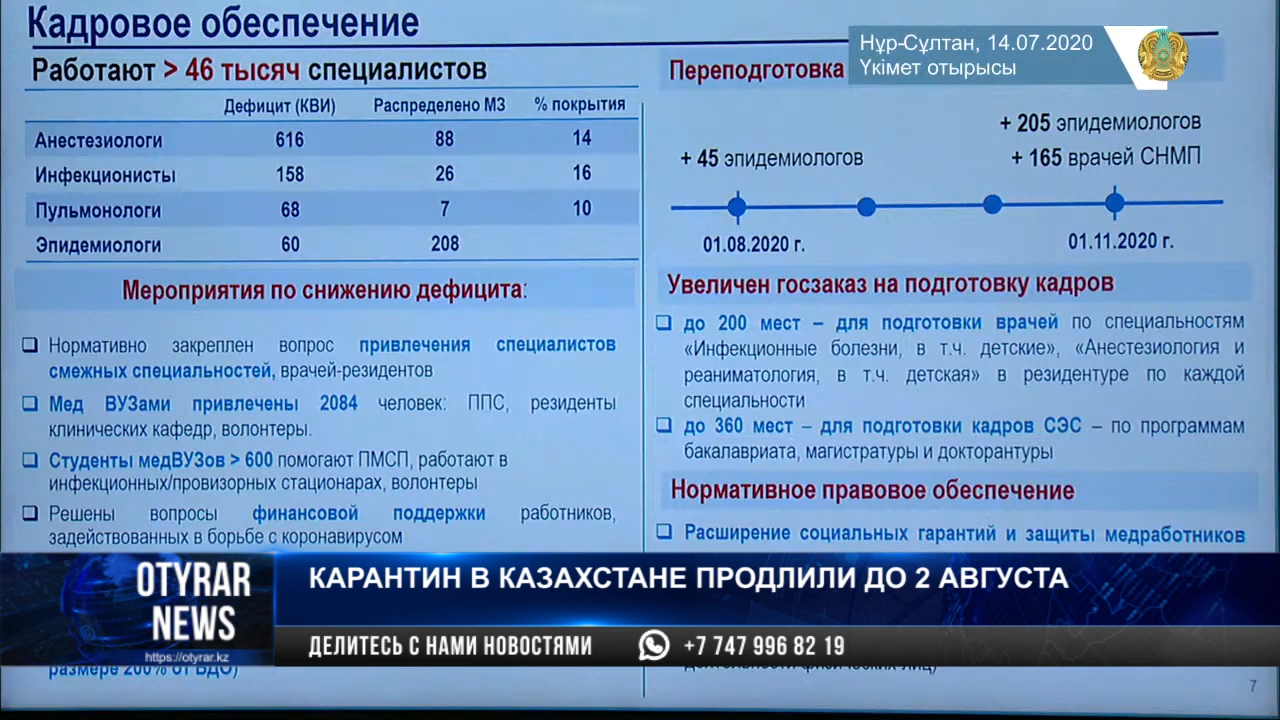 Кадровое обеспечение
Нұр-Сұлтан, 14.07.2020
Үкімет отырысы
Работают > 46 тысяч специалистов
Дефицит (КВИ) Распределено МЗ % покрытия
Анестезиологи 616 88 14
Инфекционисты 158 26 16
Пульмонологи 68 7 10
Эпидемиологи 60 208
Мероприятия по снижению дефицита:
❑ Нормативно закреплен вопрос привлечения специалистов
смежных специальностей, врачей-резидентов
❑ Мед ВУЗами привлечены 2084 человек: ППС, резиденты
клинических кафедр, волонтеры.
❑ Студенты медВУЗов > 600 помогают ПМСП, работают в
инфекционных/провизорных стационарах, волонтеры
❑ Решены вопросы финансовой поддержки работников,
задействованных в борьбе с коронавирусом
размере 200% от БДО)
Переподготовка
+ 205 эпидемиологов
+ 45 эпидемиологов + 165 врачей СНМП
01.08.2020 г. 01.11.2020 г.
Увеличен госзаказ на подготовку кадров
❑ до 200 мест – для подготовки врачей по специальностям
«Инфекционные болезни, в т.ч. детские», «Анестезиология и
реаниматология, в т.ч. детская» в резидентуре по каждой
специальности
❑ до 360 мест – для подготовки кадров СЭС – по программам
бакалавриата, магистратуры и докторантуры
Нормативное правовое обеспечение
❑ Расширение социальных гарантий и защиты медработников
деятельности физических лиц)
7
OTYRAR
NEWS
https://otyrar.kz
КАРАНТИН В КАЗАХСТАНЕ ПРОДЛИЛИ ДО 2 АВГУСТА
ДЕЛИТЕСЬ С НАМИ НОВОСТЯМИ +7 747 996 82 19